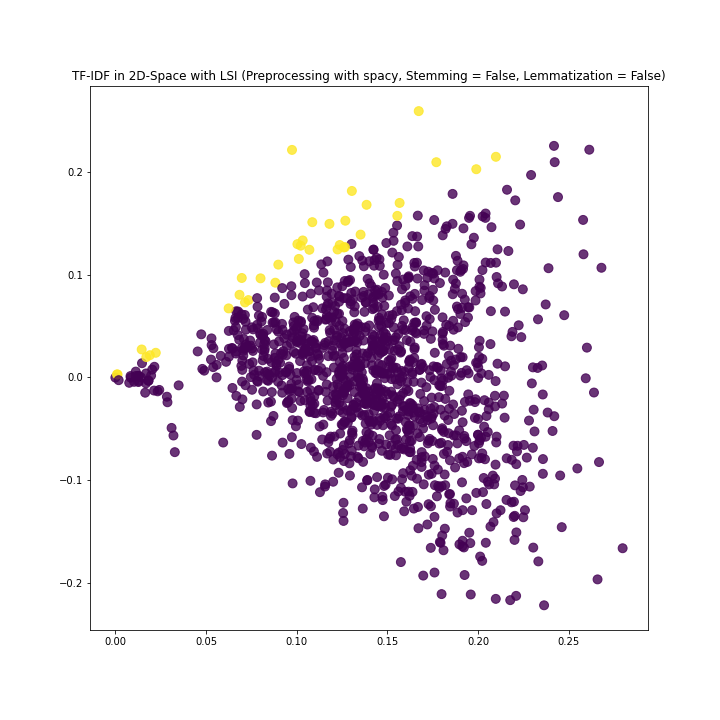 TF-IDF in 2D-Space with LSI (Preprocessing with spacy, Stemming = False, Lemmatization = False)
0.2
0.1
0.0
−0.1
−0.2
0.00 0.05 0.10 0.15 0.20 0.25